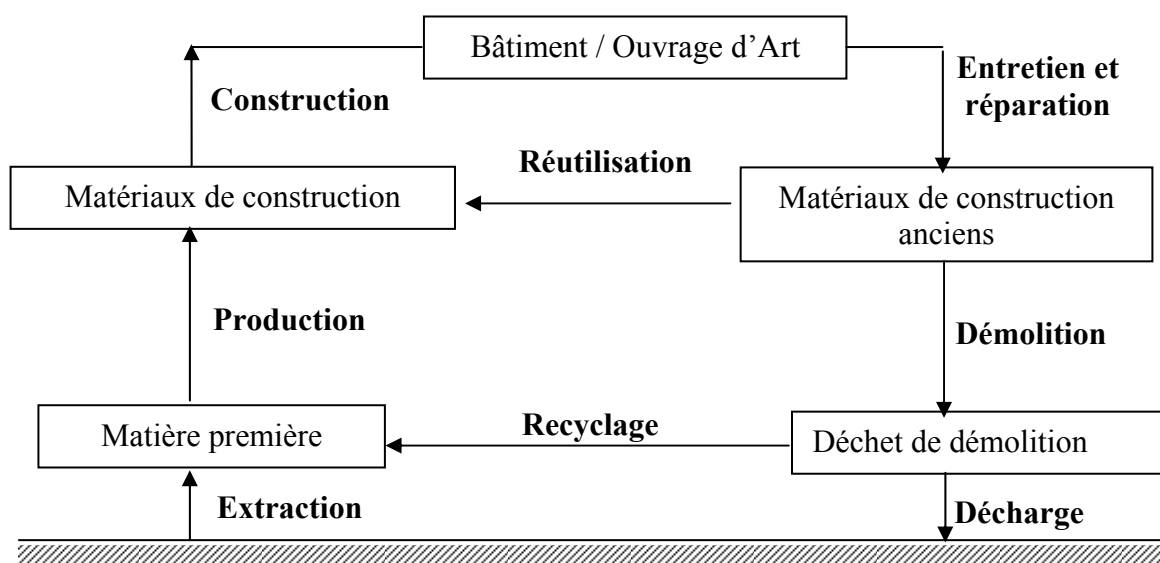 Bâtiment / Ouvrage d’Art
Entretien et
réparation
Construction
Réutilisation
Matériaux de construction
Matériaux de construction
anciens
Production
Démolition
Matière première
Recyclage
Déchet de démolition
Extraction
Décharge